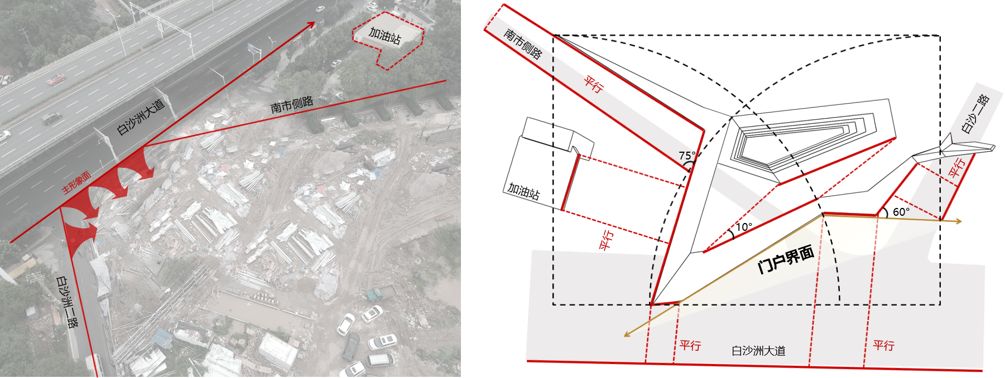 加油站
白沙洲大道
南市侧路
主形象面
白沙洲二路
南市侧路
平行
75°
加油站
平行
10°
门户界面
60°
平行
白沙洲一路
平行
白沙洲大道
平行